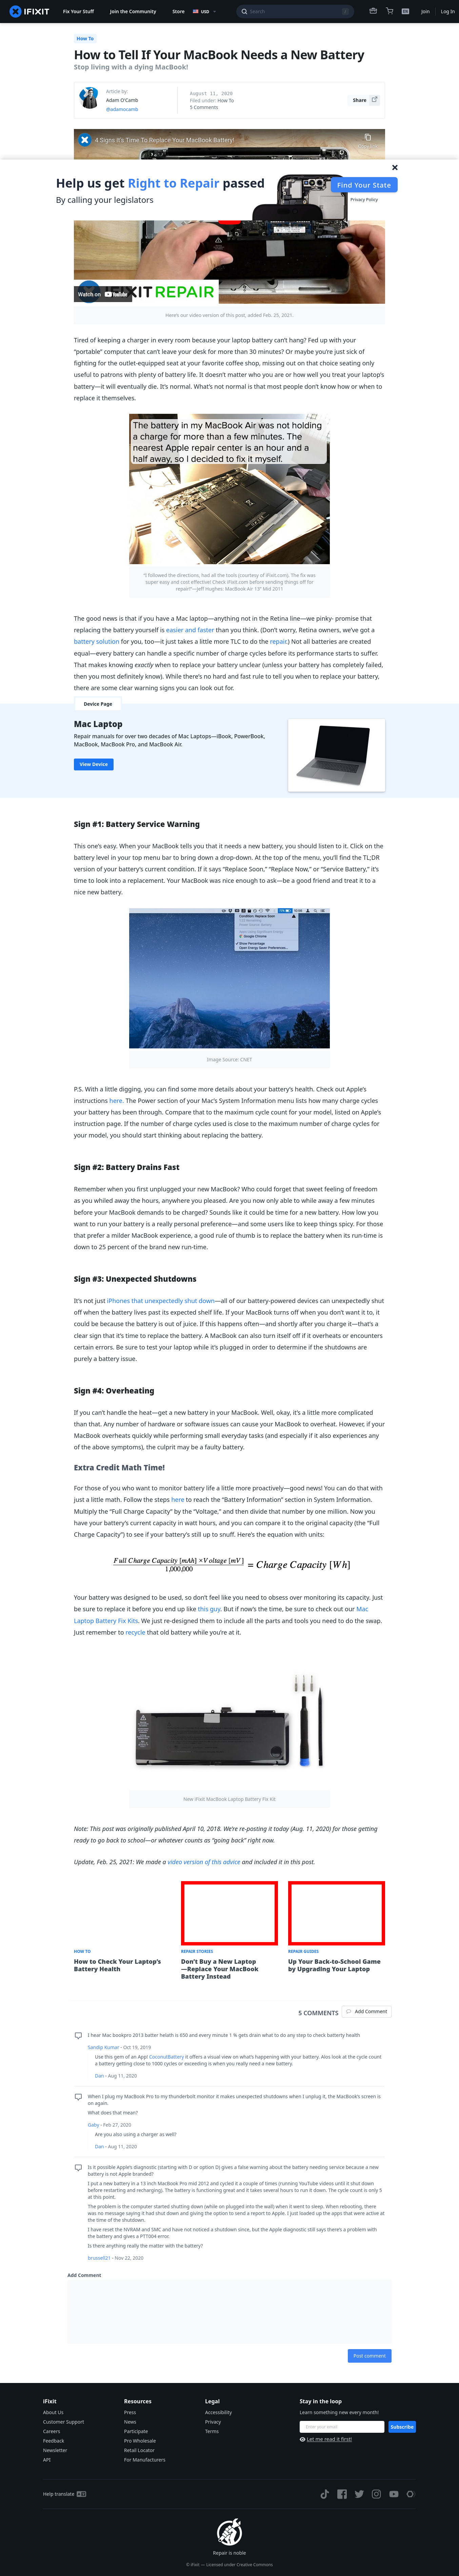 IFIXIT
Fix Your Stuff
Join the Community
Store
USD
Search
EN
Join
Log In
How To
How to Tell If Your MacBook Needs a New Battery
Stop living with a dying MacBook!
Article by:
Adam O'Camb
@adamocamb
August 11, 2020
Filed under: How To
5 Comments
Share
4 Signs It's Time To Replace Your MacBook Battery!
Help us get Right to Repair passed
By calling your legislators
Find Your State
Privacy Policy
Watch on YouTube
IFIXIT REPAIR
Here's our video version of this post, added Feb. 25, 2021.
Tired of keeping a charger in every room because your laptop battery can't hang? Fed up with your
"portable" computer that can't leave your desk for more than 30 minutes? Or maybe you're just sick of
fighting for the outlet-equipped seat at your favorite coffee shop, missing out on that choice seating only
useful to patrons with plenty of battery life. It doesn't matter who you are or how well you treat your laptop's
battery—it will eventually die. It's normal. What's not normal is that most people don't know how or when to
replace it themselves.
The battery in my MacBook Air was not holding
a charge for more than a few minutes. The
nearest Apple repair center is an hour and a
half away, so I decided to fix it myself.
"I followed the directions, had all the tools (courtesy of iFixit.com). The fix was
super easy and cost effective! Check iFixit.com before sending things off for
repair!"—Jeff Hughes: MacBook Air 13" Mid 2011
The good news is that if you have a Mac laptop—anything not in the Retina line—we pinky- promise that
replacing the battery yourself is easier and faster than you think. (Don't worry, Retina owners, we've got a
battery solution for you, too—it just takes a little more TLC to do the repair.) Not all batteries are created
equal—every battery can handle a specific number of charge cycles before its performance starts to suffer.
That makes knowing exactly when to replace your battery unclear (unless your battery has completely failed,
then you most definitely know). While there's no hard and fast rule to tell you when to replace your battery,
there are some clear warning signs you can look out for.
Device Page
Mac Laptop
Repair manuals for over two decades of Mac Laptops—iBook, PowerBook,
MacBook, MacBook Pro, and MacBook Air.
View Device
Sign #1: Battery Service Warning
This one's easy. When your MacBook tells you that it needs a new battery, you should listen to it. Click on the
battery level in your top menu bar to bring down a drop-down. At the top of the menu, you'll find the TL;DR
version of your battery's current condition. If it says "Replace Soon," "Replace Now," or "Service Battery," it's
time to look into a replacement. Your MacBook was nice enough to ask—be a good friend and treat it to a
nice new battery.
Condition: Replace Soon
Google Chrome
Show Percentage
Open Energy Saver Preferences...
Image Source: CNET
P.S. With a little digging, you can find some more details about your battery's health. Check out Apple's
instructions here. The Power section of your Mac's System Information menu lists how many charge cycles
your battery has been through. Compare that to the maximum cycle count for your model, listed on Apple's
instruction page. If the number of charge cycles used is close to the maximum number of charge cycles for
your model, you should start thinking about replacing the battery.
Sign #2: Battery Drains Fast
Remember when you first unplugged your new MacBook? Who could forget that sweet feeling of freedom
as you whiled away the hours, anywhere you pleased. Are you now only able to while away a few minutes
before your MacBook demands to be charged? Sounds like it could be time for a new battery. How long you
want to run on battery is a really personal preference—and some users like to keep things spicy. For those
that prefer a milder MacBook experience, a good rule of thumb is to replace the battery when its run-time is
down to 25 percent of the brand new run-time.
Sign #3: Unexpected Shutdowns
It's not just iPhones that unexpectedly shut down—all of our battery-powered devices can unexpectedly shut
off when the battery lives past its expected shelf life. If your MacBook turns off when you don't want it to, it
could be because the battery is out of juice. If this happens often—and shortly after you charge it—that's a
clear sign that it's time to replace the battery. A MacBook can also turn itself off if it overheats or encounters
certain errors. Be sure to test your laptop while it's plugged in order to determine if the shutdowns are
purely a battery issue.
Sign #4: Overheating
If you can't handle the heat—get a new battery in your MacBook. Well, okay, it's a little more complicated
than that. Any number of hardware or software issues can cause your MacBook to overheat. However, if your
MacBook overheats quickly while performing small everyday tasks (and especially if it also experiences any
of the above symptoms), the culprit may be a faulty battery.
Extra Credit Math Time!
For those of you who want to monitor battery life a little more proactively—good news! You can do that with
just a little math. Follow the steps here to reach the "Battery Information" section in System Information.
Multiply the "Full Charge Capacity" by the "Voltage," and then divide that number by one million. Now you
have your battery's current capacity in watt hours, and you can compare it to the original capacity (the "Full
Charge Capacity") to see if your battery's still up to snuff. Here's the equation with units:
Full Charge Capacity [mAh] ×Voltage [mV] / 1,000,000 = Charge Capacity [Wh]
Your battery was designed to be used, so don't feel like you need to obsess over monitoring its capacity. Just
be sure to replace it before you end up like this guy. But if now's the time, be sure to check out our Mac
Laptop Battery Fix Kits. We just re-designed them to include all the parts and tools you need to do the swap.
Just remember to recycle that old battery while you're at it.
New iFixit MacBook Laptop Battery Fix Kit.
Note: This post was originally published April 10, 2018. We're re-posting it today (Aug. 11, 2020) for those getting
ready to go back to school—or whatever counts as "going back" right now.
Update, Feb. 25, 2021: We made a video version of this advice and included it in this post.
HOW TO
How to Check Your Laptop's
Battery Health
REPAIR STORIES
Don't Buy a New Laptop
—Replace Your MacBook
Battery Instead
REPAIR GUIDES
Up Your Back-to-School Game
by Upgrading Your Laptop
5 COMMENTS
Add Comment
I hear Mac bookpro 2013 batter helath is 650 and every minute 1 % gets drain what to do any step to check batterty health
Sandip Kumar - Oct 19, 2019
Use this gem of an App! CoconutBattery it offers a visual view on what's happening with your battery. Alos look at the cycle count
a battery getting close to 1000 cycles or exceeding is when you really need a new battery.
Dan - Aug 11, 2020
When I plug my MacBook Pro to my thunderbolt monitor it makes unexpected shutdowns when I unplug it, the MacBook's screen is
on again.
What does that mean?
Gaby - Feb 27, 2020
Are you also using a charger as well?
Dan - Aug 11, 2020
Is it possible Apple's diagnostic (starting with D or option D) gives a false warning about the battery needing service because a new
battery is not Apple branded?
I put a new battery in a 13 inch MacBook Pro mid 2012 and cycled it a couple of times (running YouTube videos until it shut down
before restarting and recharging). The battery is functioning great and it takes several hours to run it down. The cycle count is only 5
at this point.
The problem is the computer started shutting down (while on plugged into the wall) when it went to sleep. When rebooting, there
was no message saying it had shut down and giving the option to send a report to Apple. I put loaded up the apps that were active at
the time of the shutdown.
I have reset the NVRAM and SMC and have not noticed a shutdown since, but the Apple diagnostic still says there's a problem with
the battery and gives a PTT004 error.
Is there anything really the matter with the battery?
brussell21 - Nov 22, 2020
Add Comment
Post comment
iFixit
About Us
Customer Support
Careers
Feedback
Newsletter
API
Resources
Press
News
Participate
Pro Wholesale
Retail Locator
For Manufacturers
Legal
Accessibility
Privacy
Terms
Stay in the loop
Learn something new every month!
Enter your email
Subscribe
Let me read it first!
Help translate
Repair is noble
© iFixit — Licensed under Creative Commons